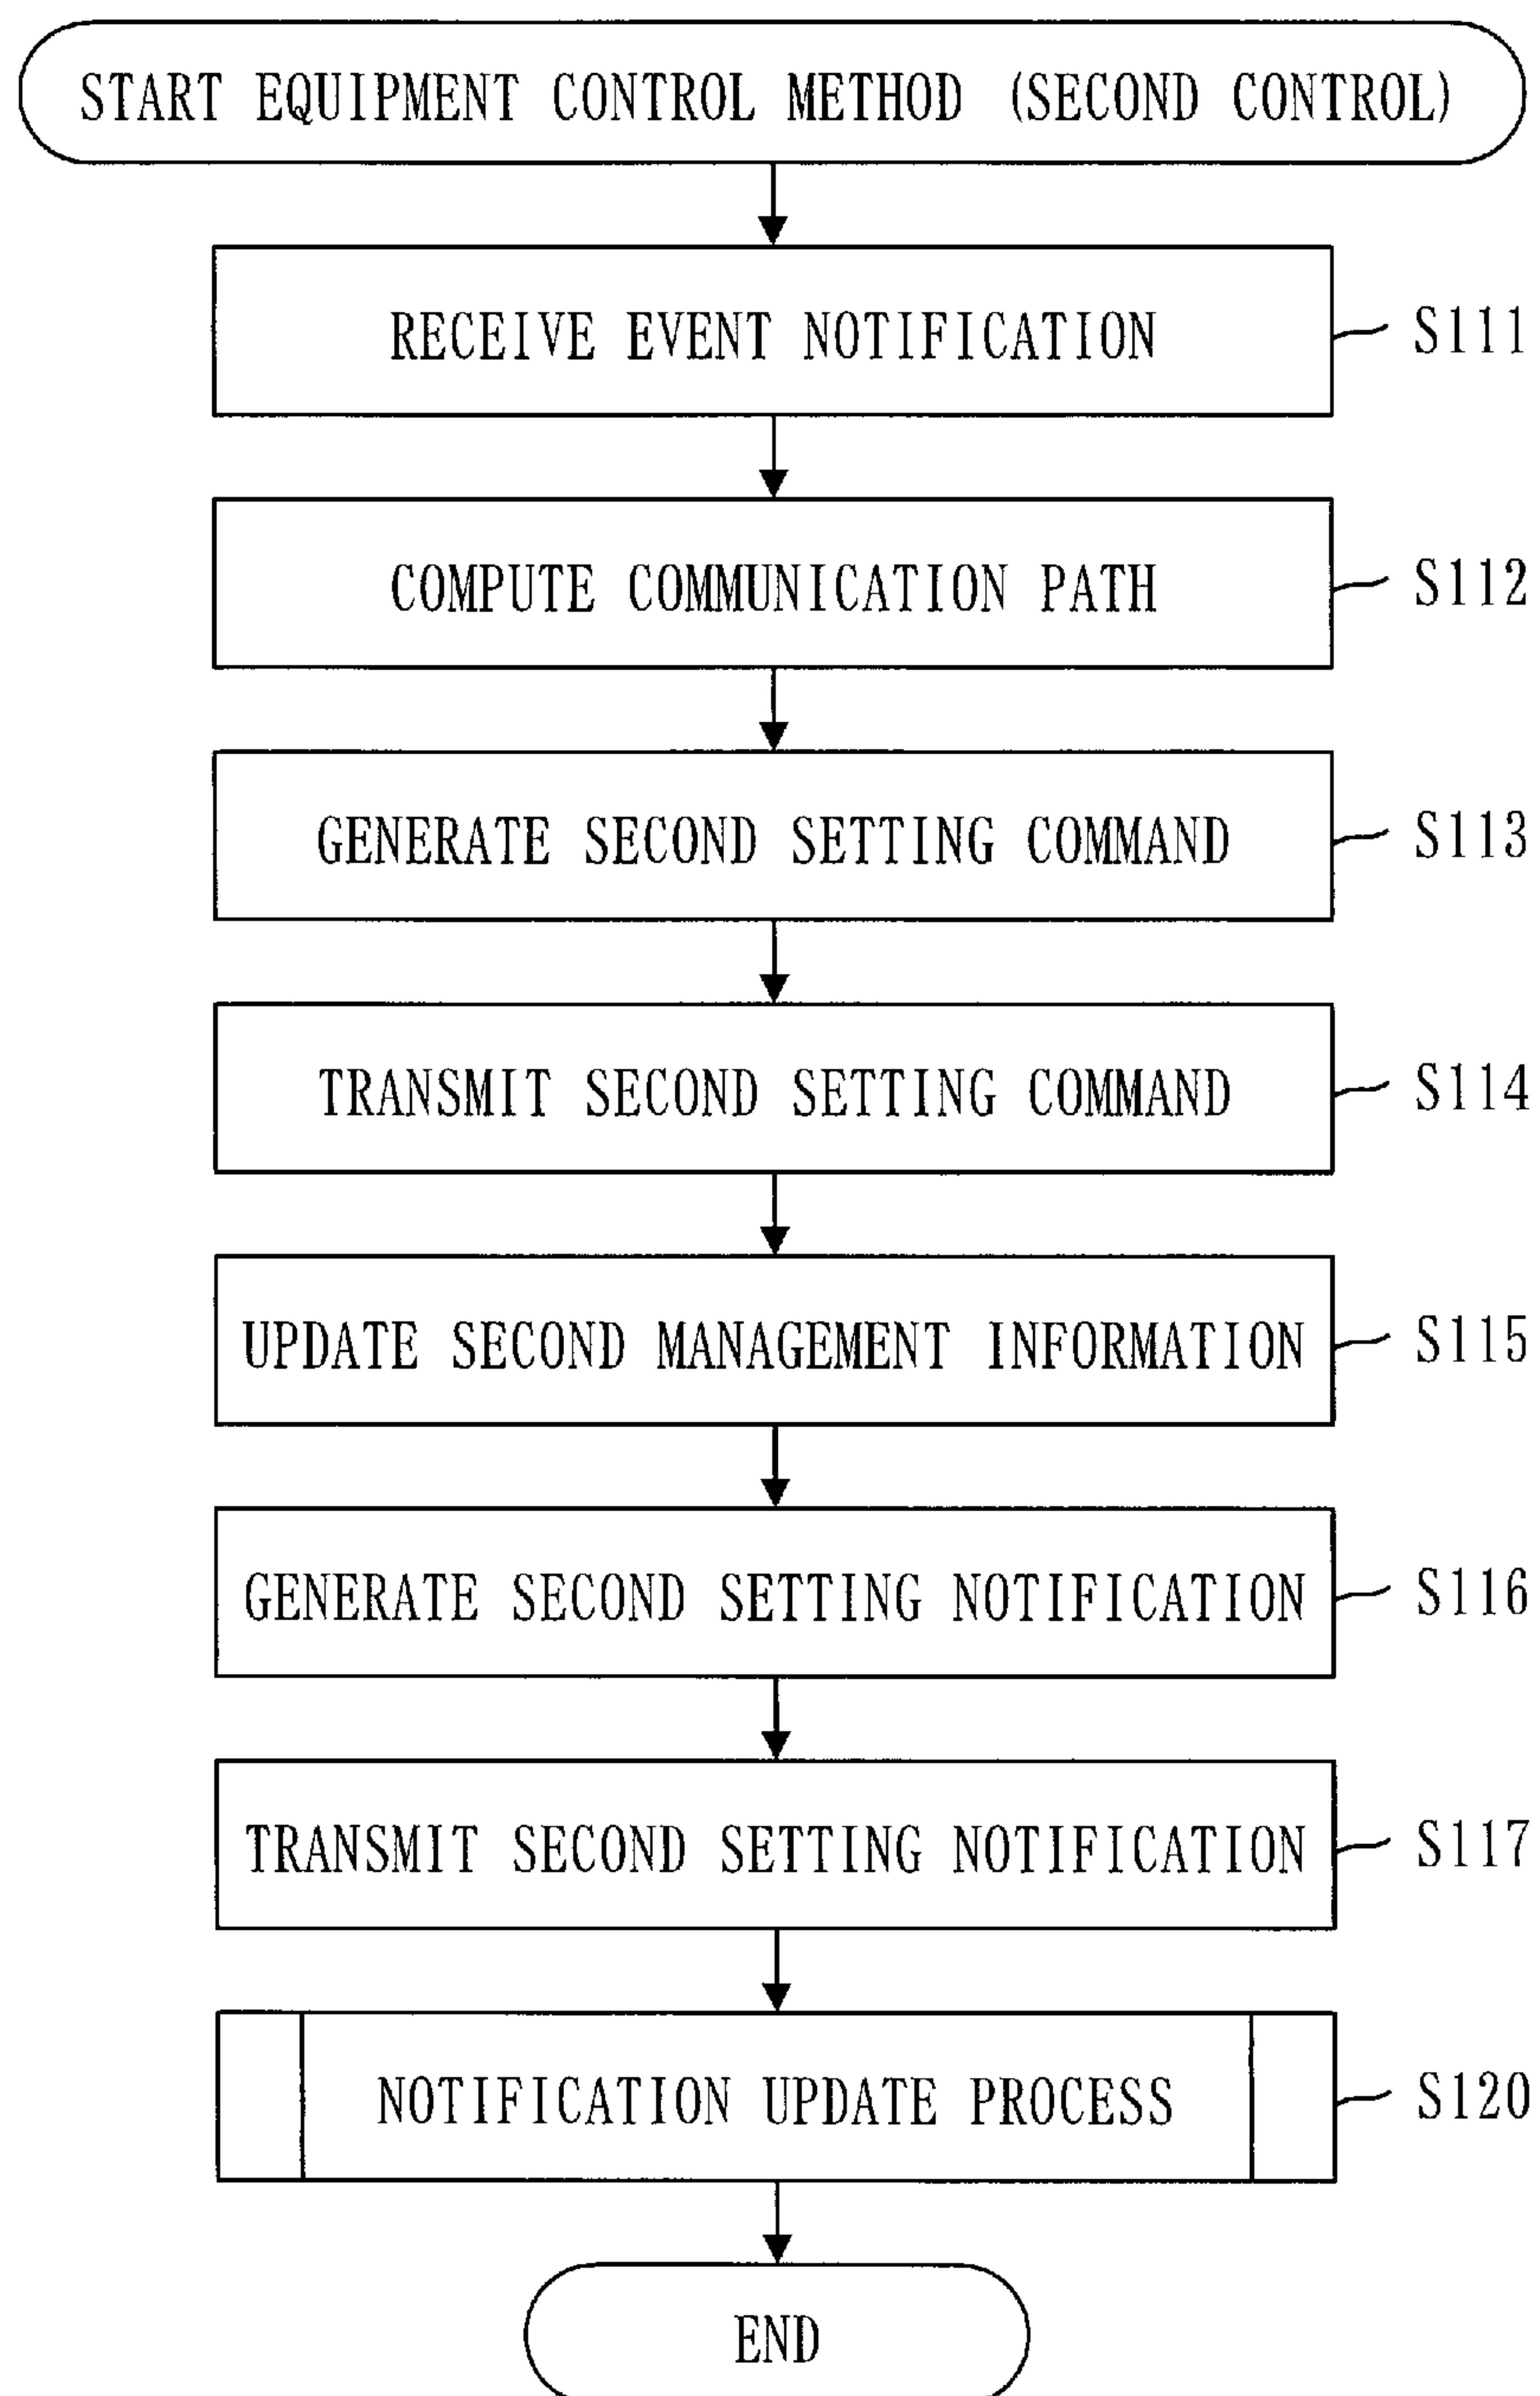 START EQUIPMENT CONTROL METHOD (SECOND CONTROL)
RECEIVE EVENT NOTIFICATION S111
COMPUTE COMMUNICATION PATH S112
GENERATE SECOND SETTING COMMAND S113
TRANSMIT SECOND SETTING COMMAND S114
UPDATE SECOND MANAGEMENT INFORMATION S115
GENERATE SECOND SETTING NOTIFICATION S116
TRANSMIT SECOND SETTING NOTIFICATION S117
NOTIFICATION UPDATE PROCESS S120
END